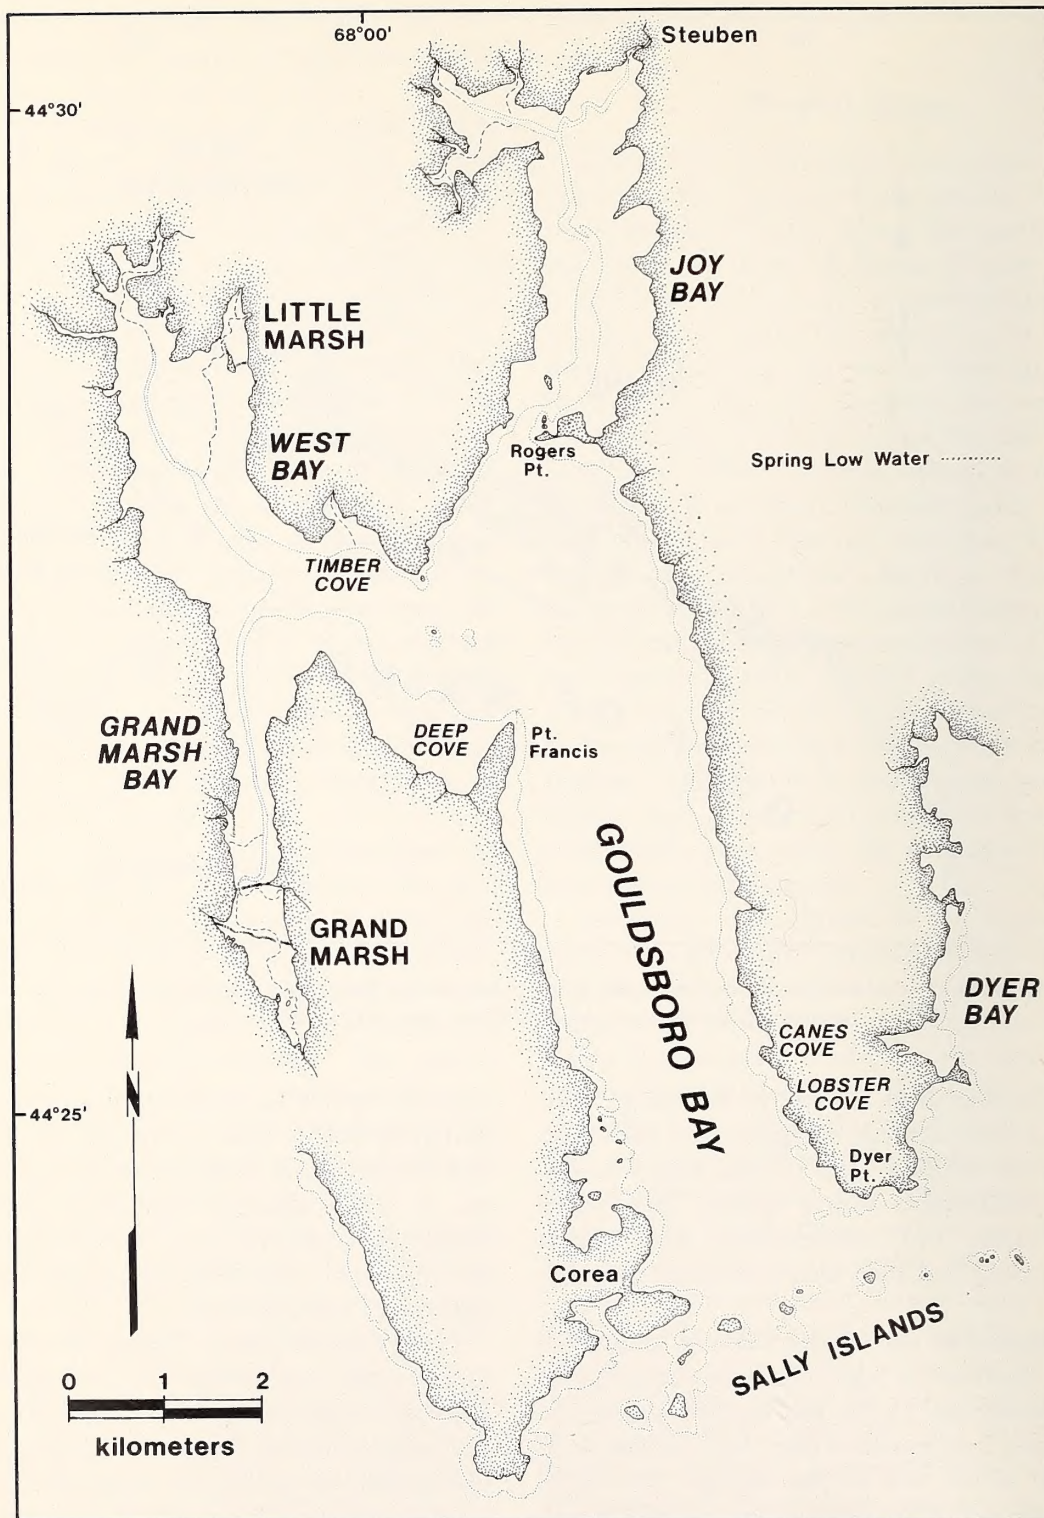 68°00'
Steuben
44°30'
JOY
BAY
LITTLE
MARSH
WEST
BAY
Rogers
Pt.
Spring Low Water
TIMBER
COVE
GRAND
MARSH
BAY
DEEP
COVE
Pt.
Francis
GOULDSBORO BAY
GRAND
MARSH
DYER
BAY
CANES
COVE
LOBSTER
COVE
N
44°25'
Dyer
Pt.
Corea
SALLY ISLANDS
0 1 2
kilometers